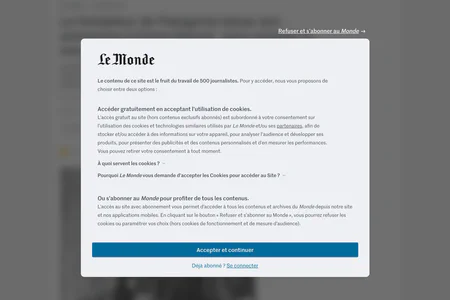 Refuser et s'abonner au Monde →
Le Monde
Le contenu de ce site est le fruit du travail de 500 journalistes. Pour y accéder, nous vous proposons de
choisir entre deux options :
Accéder gratuitement en acceptant l'utilisation de cookies.
L'accès gratuit au site (hors contenus exclusifs abonnés) est subordonné à votre consentement sur
l'utilisation des cookies et technologies similaires utilisés par Le Monde et/ou ses partenaires, afin de
stocker et/ou accéder à des informations sur votre appareil, pour analyser l'audience et développer ses
produits, pour présenter des publicités et des contenus personnalisés et d'en mesurer les performances.
Vous pouvez retirer votre consentement à tout moment.
À quoi servent les cookies ?
Pourquoi Le Monde vous demande d'accepter les Cookies pour accéder au Site ?
Ou s'abonner au Monde pour profiter de tous les contenus.
L'accès au site avec abonnement vous permet d'accéder à tous les contenus et archives du Monde depuis notre site
et nos applications mobiles. En cliquant sur le bouton « Refuser et s'abonner au Monde », vous pourrez refuser les
cookies ou paramétrer vos choix (hors cookies de fonctionnement et de mesure d'audience).
Accepter et continuer
Déjà abonné ? Se connecter